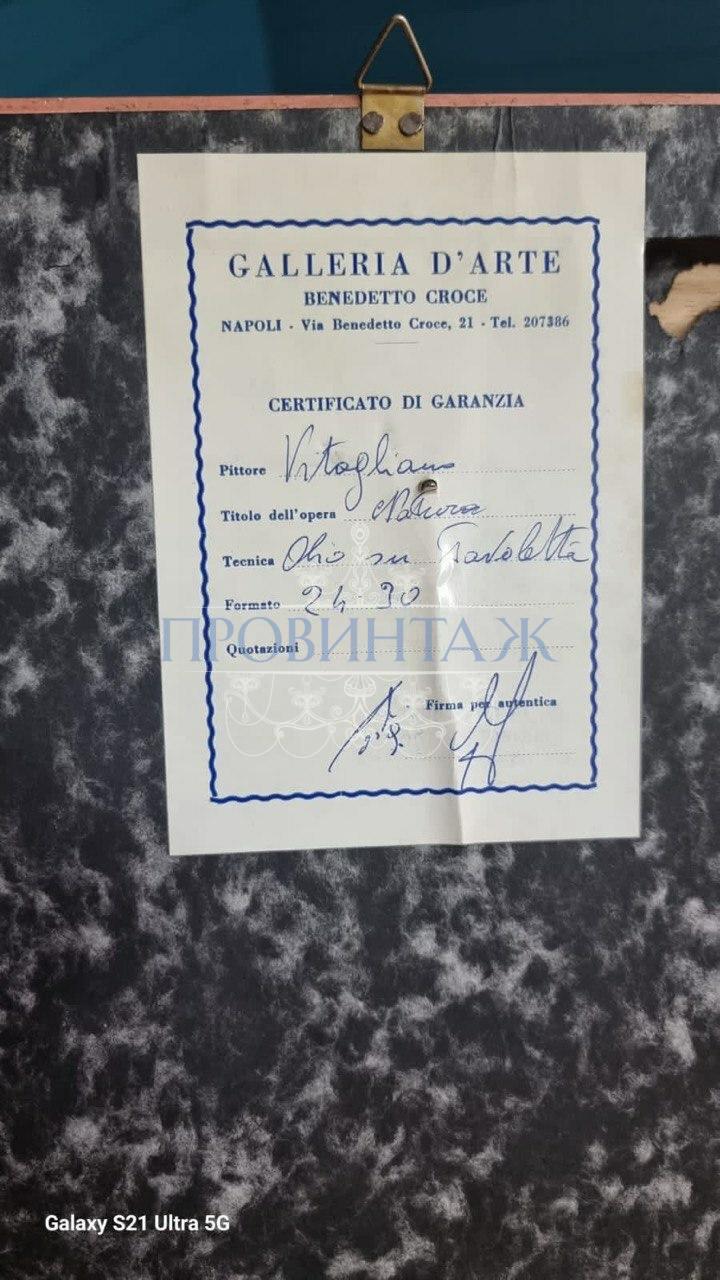 GALLERIA D'ARTE
BENEDETTO CROCE
NAPOLI - Via Benedetto Croce, 21 - Tel. 207386
CERTIFICATO DI GARANZIA
Pittore Vitagliano
Titolo dell'opera
Tecnica Olio su Tavoletta
Formato 24-30
ПРОВИНТАЖ
Quotazioni
Firma per autentica
Galaxy S21 Ultra 5G